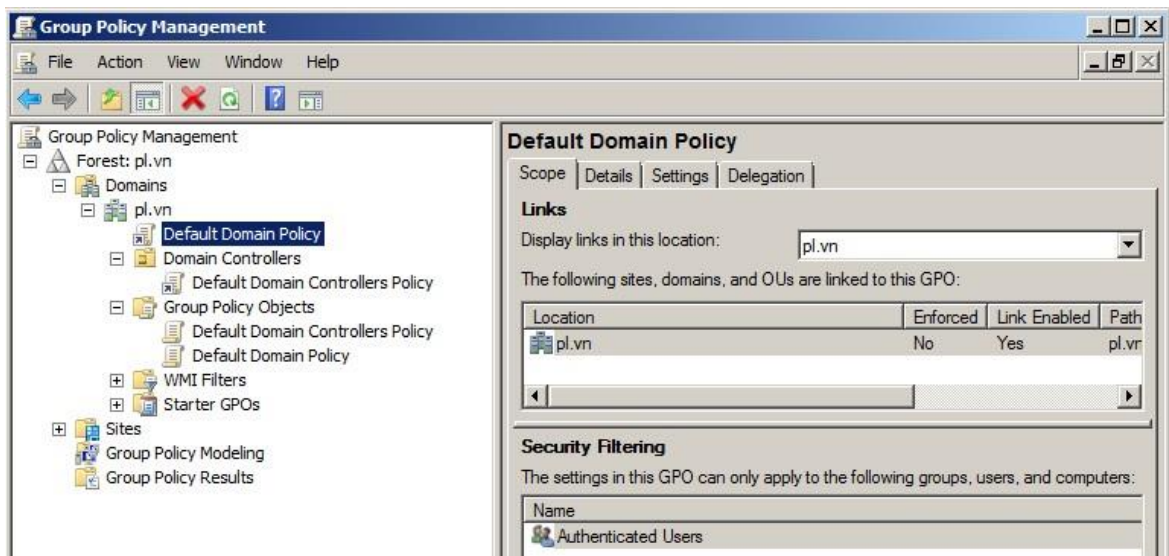 Group Policy Management
File Action View Window Help
Group Policy Management
Forest: pl.vn
Domains
pl.vn
Default Domain Policy
Domain Controllers
Default Domain Controllers Policy
Group Policy Objects
Default Domain Controllers Policy
Default Domain Policy
WMI Filters
Starter GPOs
Sites
Group Policy Modeling
Group Policy Results
Default Domain Policy
Scope Details Settings Delegation
Links
Display links in this location: pl.vn
The following sites, domains, and OUs are linked to this GPO:
Location Enforced Link Enabled Path
pl.vn No Yes pl.vr
Security Filtering
The settings in this GPO can only apply to the following groups, users, and computers:
Name
Authenticated Users